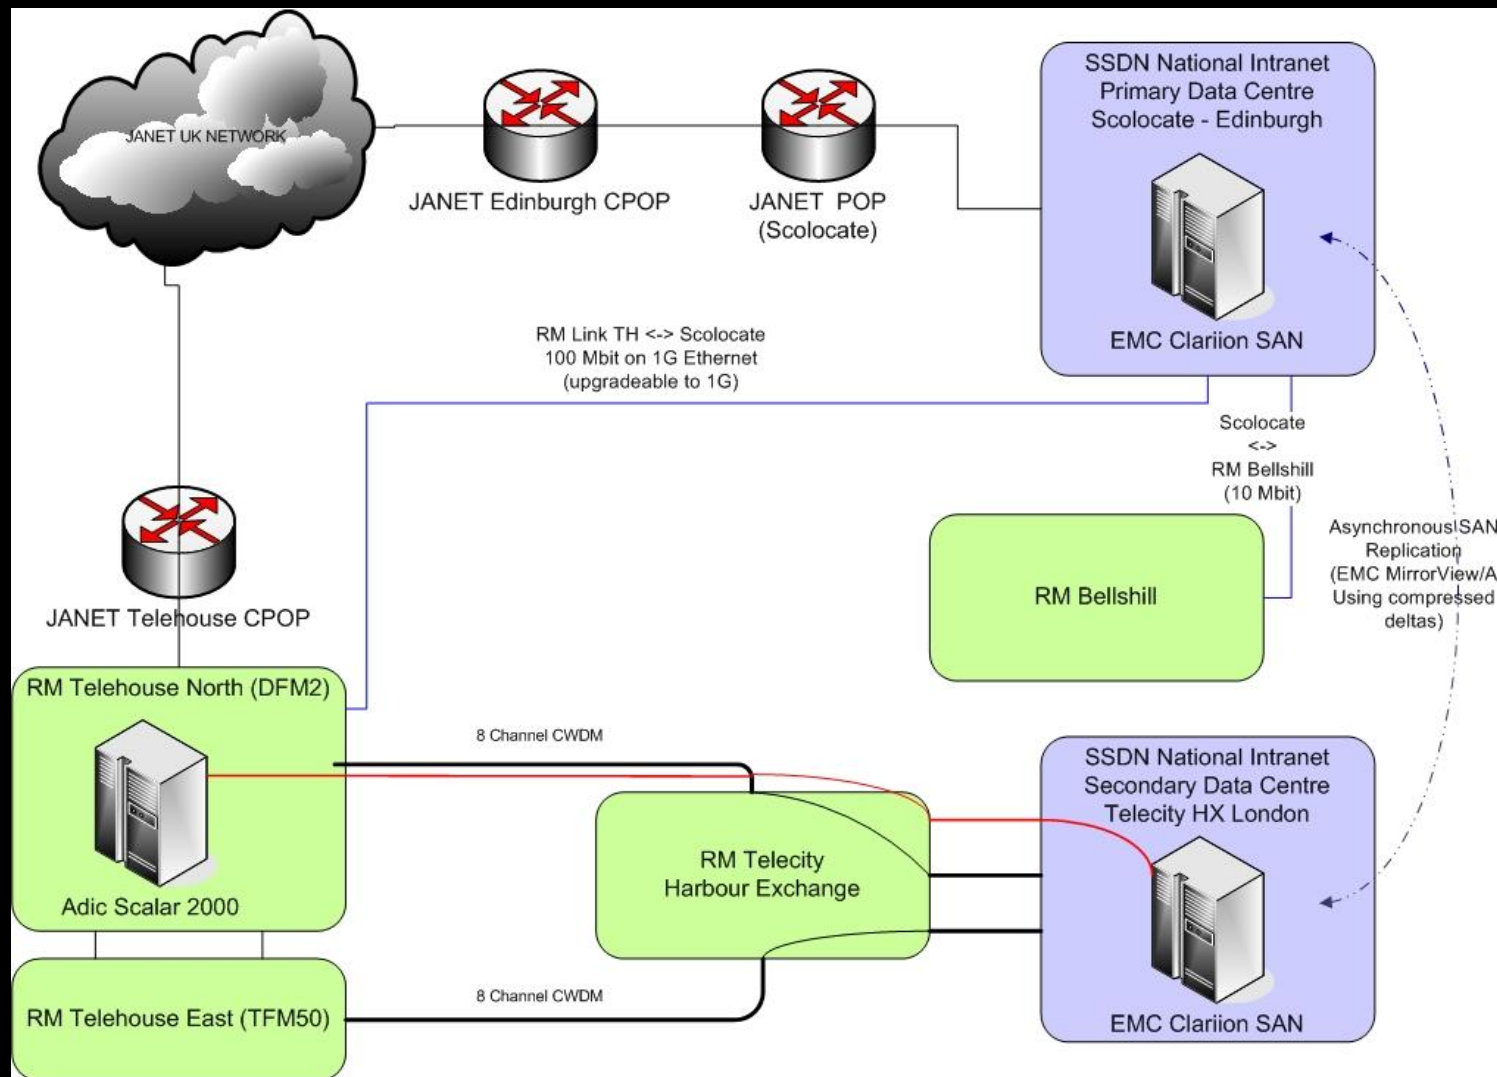 SSDN National Intranet
Primary Data Centre
Scolocate - Edinburgh
JANET UK NETWORK
JANET Edinburgh CPOP
JANET POP
(Scolocate)
EMC Clariion SAN
RM Link TH <-> Scolocate
100 Mbit on 1G Ethernet
(upgradeable to 1G)
Scolocate
<->
RM Bellshill
(10 Mbit)
Asynchronous SAN
Replication
(EMC MirrorView/A
Using compressed
deltas)
RM Bellshill
JANET Telehouse CPOP
RM Telehouse North (DFM2)
Adic Scalar 2000
8 Channel CWDM
RM Telecity
Harbour Exchange
SSDN National Intranet
Secondary Data Centre
Telecity HX London
EMC Clariion SAN
8 Channel CWDM
RM Telehouse East (TFM50)